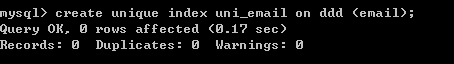 mysql> create unique index uni_email on ddd (email);
Query OK, 0 rows affected (0.17 sec)
Records: 0  Duplicates: 0  Warnings: 0